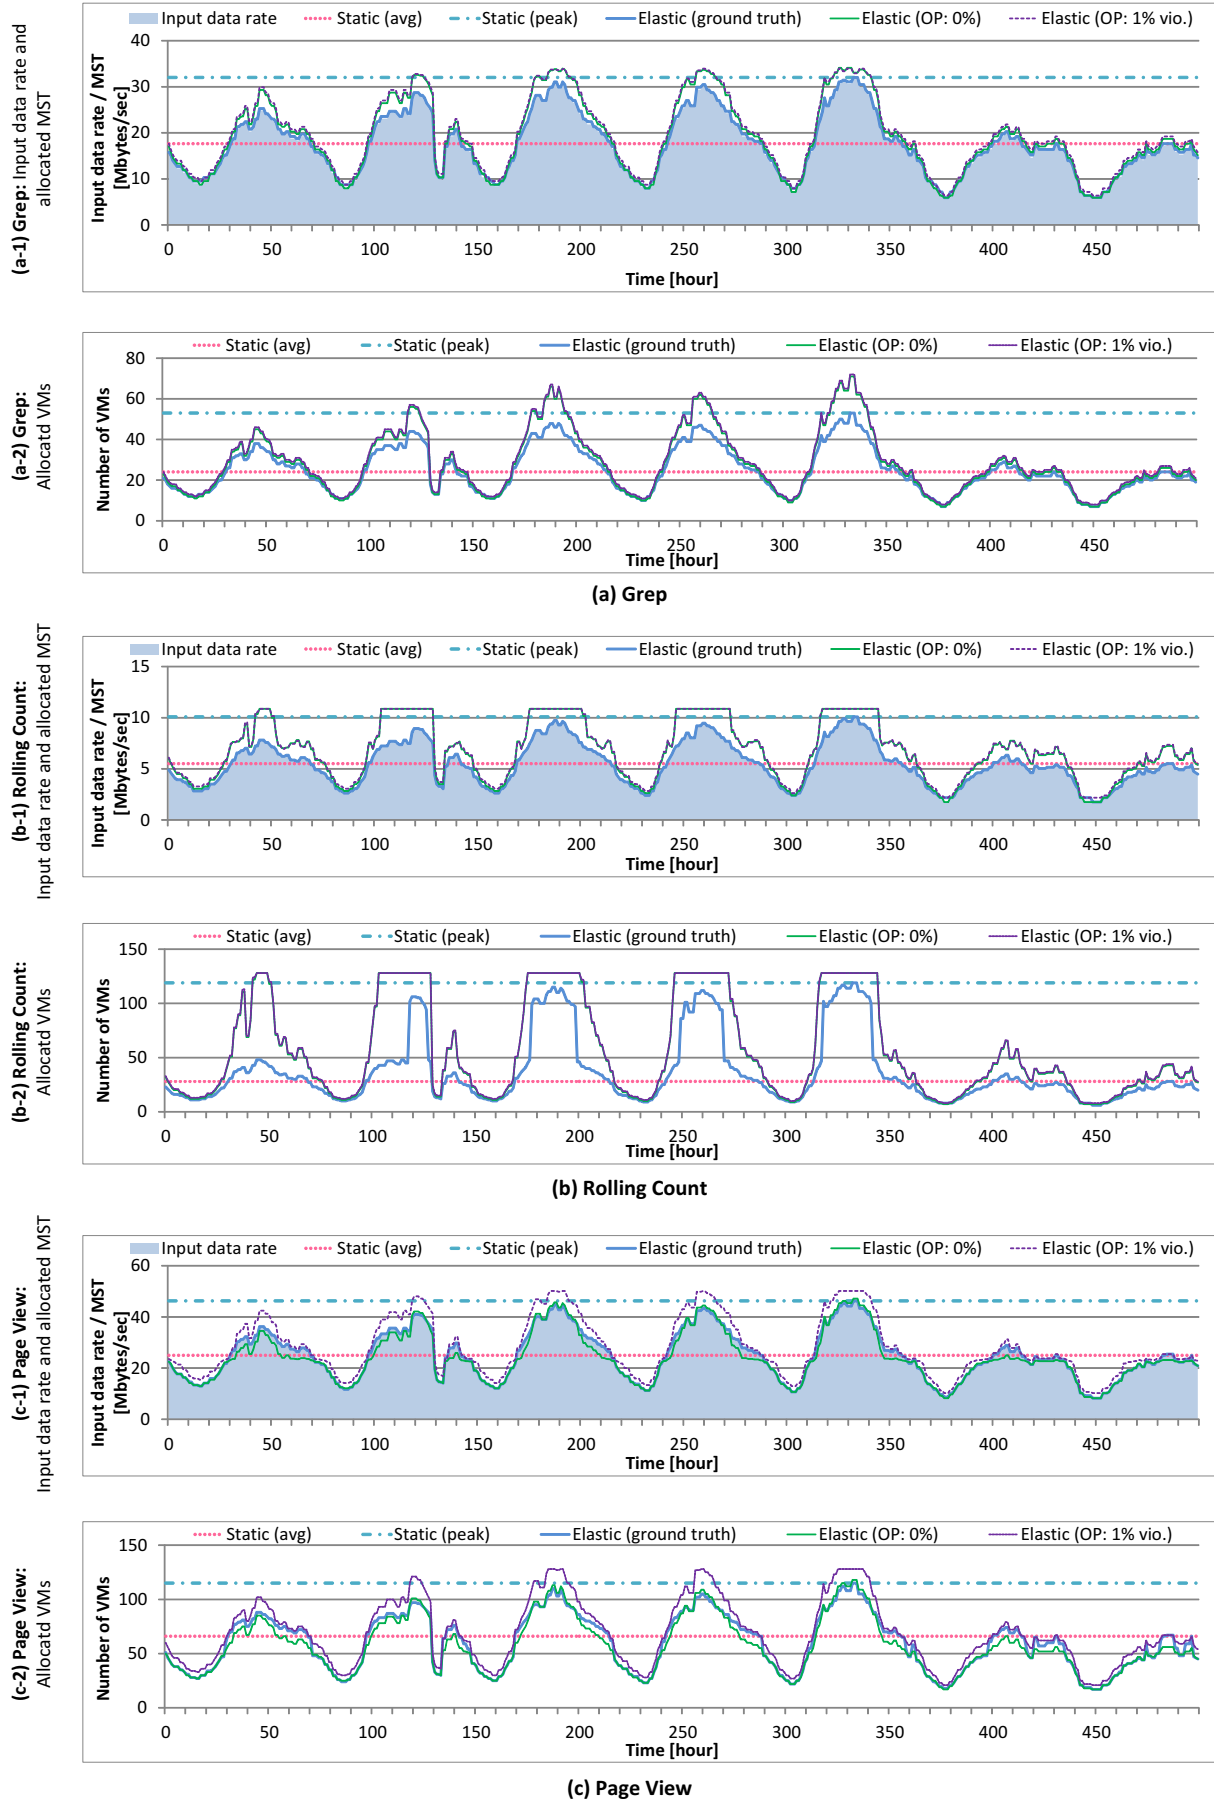 (a-1) Grep: Input data rate and
allocated MST
Input data rate Static (avg) Static (peak) Elastic (ground truth) Elastic (OP: 0%) Elastic (OP: 1% vio.)
Input data rate / MST
[Mbytes/sec]
40
30
20
10
0
0 50 100 150 200 250 300 350 400 450
Time [hour]
(a-2) Grep:
Allocatd VMs
Static (avg) Static (peak) Elastic (ground truth) Elastic (OP: 0%) Elastic (OP: 1% vio.)
Number of VMs
80
60
40
20
0
0 50 100 150 200 250 300 350 400 450
Time [hour]
(a) Grep
(b-1) Rolling Count:
Input data rate and allocated MST
Input data rate Static (avg) Static (peak) Elastic (ground truth) Elastic (OP: 0%) Elastic (OP: 1% vio.)
Input data rate / MST
[Mbytes/sec]
15
10
5
0
0 50 100 150 200 250 300 350 400 450
Time [hour]
(b-2) Rolling Count:
Allocatd VMs
Static (avg) Static (peak) Elastic (ground truth) Elastic (OP: 0%) Elastic (OP: 1% vio.)
Number of VMs
150
100
50
0
0 50 100 150 200 250 300 350 400 450
Time [hour]
(b) Rolling Count
(c-1) Page View:
Input data rate and allocated MST
Input data rate Static (avg) Static (peak) Elastic (ground truth) Elastic (OP: 0%) Elastic (OP: 1% vio.)
Input data rate / MST
[Mbytes/sec]
60
40
20
0
0 50 100 150 200 250 300 350 400 450
Time [hour]
(c-2) Page View:
Allocatd VMs
Static (avg) Static (peak) Elastic (ground truth) Elastic (OP: 0%) Elastic (OP: 1% vio.)
Number of VMs
150
100
50
0
0 50 100 150 200 250 300 350 400 450
Time [hour]
(c) Page View